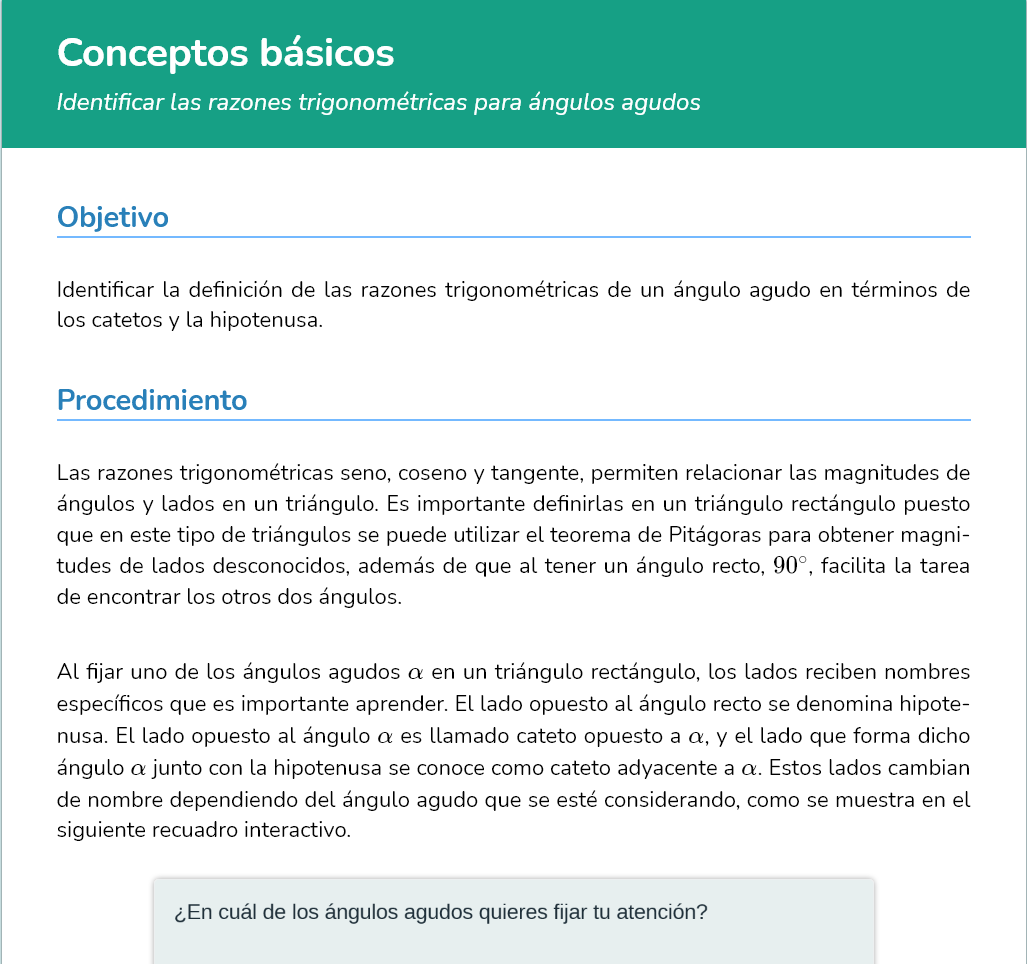 Conceptos básicos
Identificar las razones trigonométricas para ángulos agudos
Objetivo
Identificar la definición de las razones trigonométricas de un ángulo agudo en términos de
los catetos y la hipotenusa.
Procedimiento
Las razones trigonométricas seno, coseno y tangente, permiten relacionar las magnitudes de
ángulos y lados en un triángulo. Es importante definirlas en un triángulo rectángulo puesto
que en este tipo de triángulos se puede utilizar el teorema de Pitágoras para obtener magni-
tudes de lados desconocidos, además de que al tener un ángulo recto, 90°, facilita la tarea
de encontrar los otros dos ángulos.
Al fijar uno de los ángulos agudos α en un triángulo rectángulo, los lados reciben nombres
específicos que es importante aprender. El lado opuesto al ángulo recto se denomina hipote-
nusa. El lado opuesto al ángulo α es llamado cateto opuesto a α, y el lado que forma dicho
ángulo α junto con la hipotenusa se conoce como cateto adyacente a α. Estos lados cambian
de nombre dependiendo del ángulo agudo que se esté considerando, como se muestra en el
siguiente recuadro interactivo.
¿En cuál de los ángulos agudos quieres fijar tu atención?